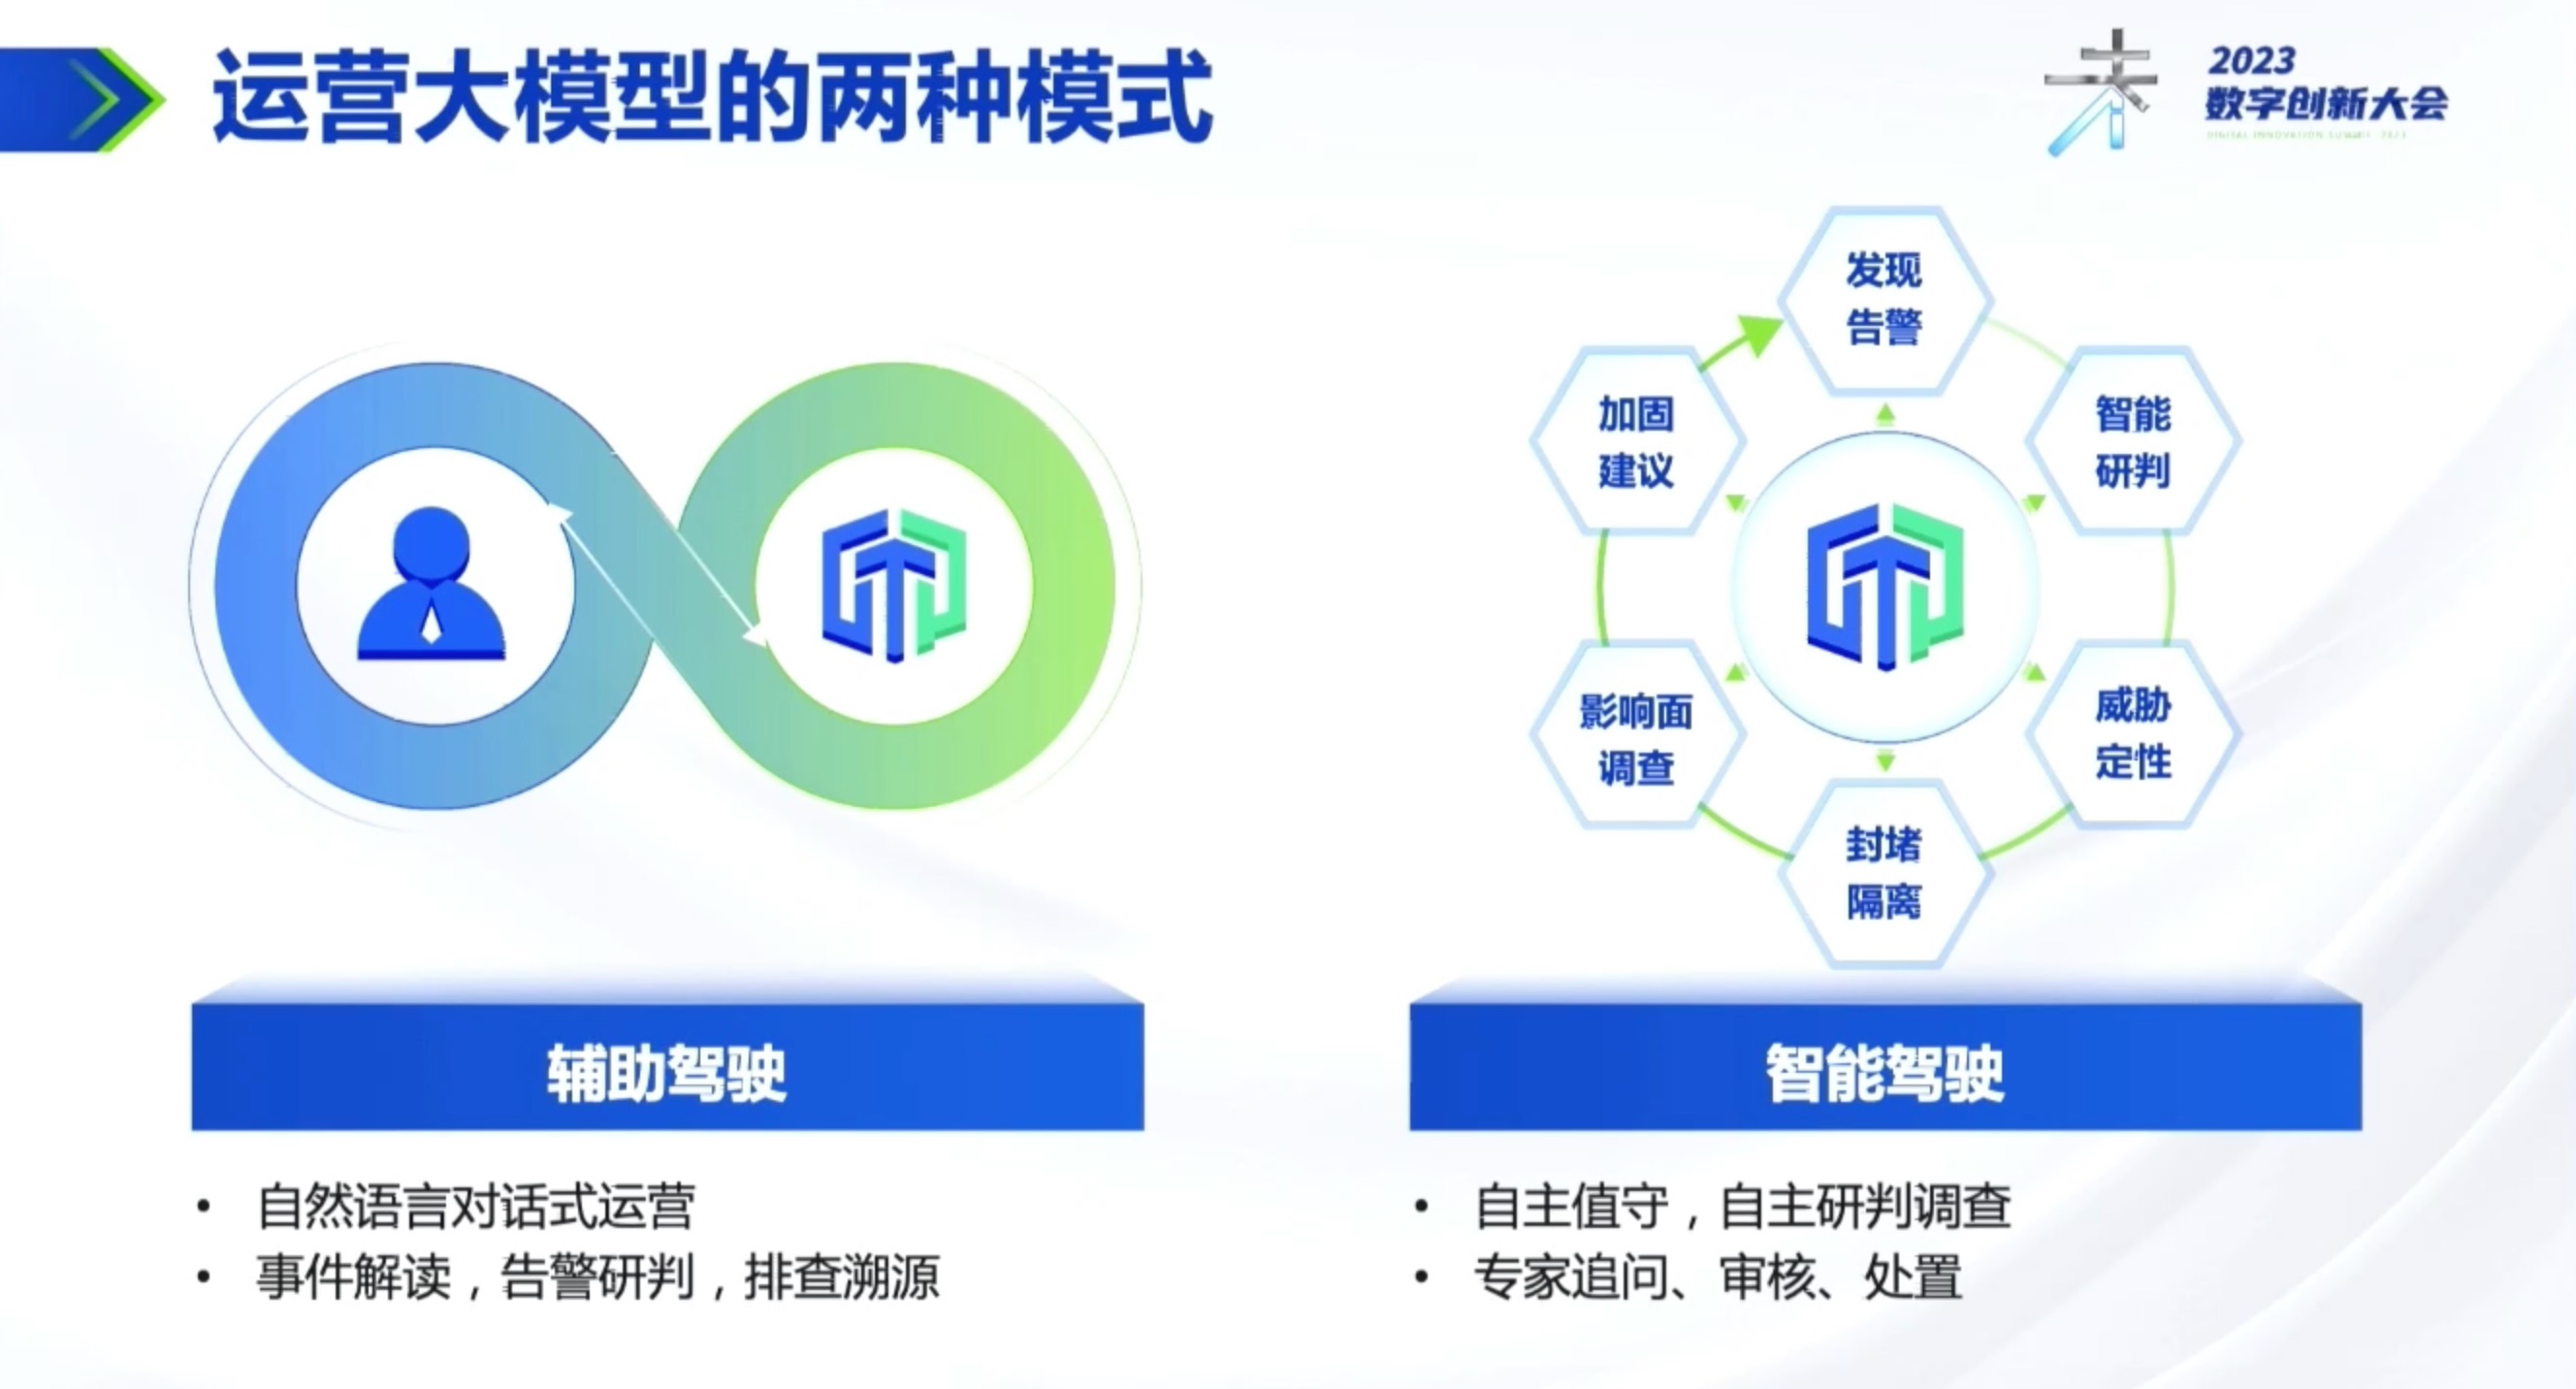 运营大模型的两种模式
2023
数字创新大会
DIGITAL INNOVATION SUMMIT 2023
发现
告警
智能
研判
威胁
定性
封堵
隔离
影响面
调查
加固
建议
辅助驾驶
• 自然语言对话式运营
• 事件解读，告警研判，排查溯源
智能驾驶
• 自主值守，自主研判调查
• 专家追问、审核、处置